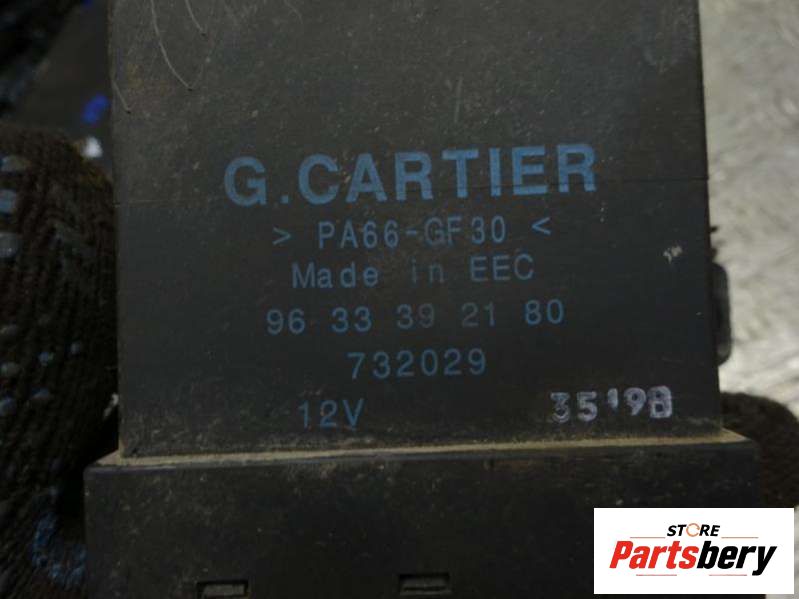 G.CARTIER
> PA66-GF30 <
Made in EEC
96 33 39 21 80
732029
12V 3519B
STORE
Partsbery